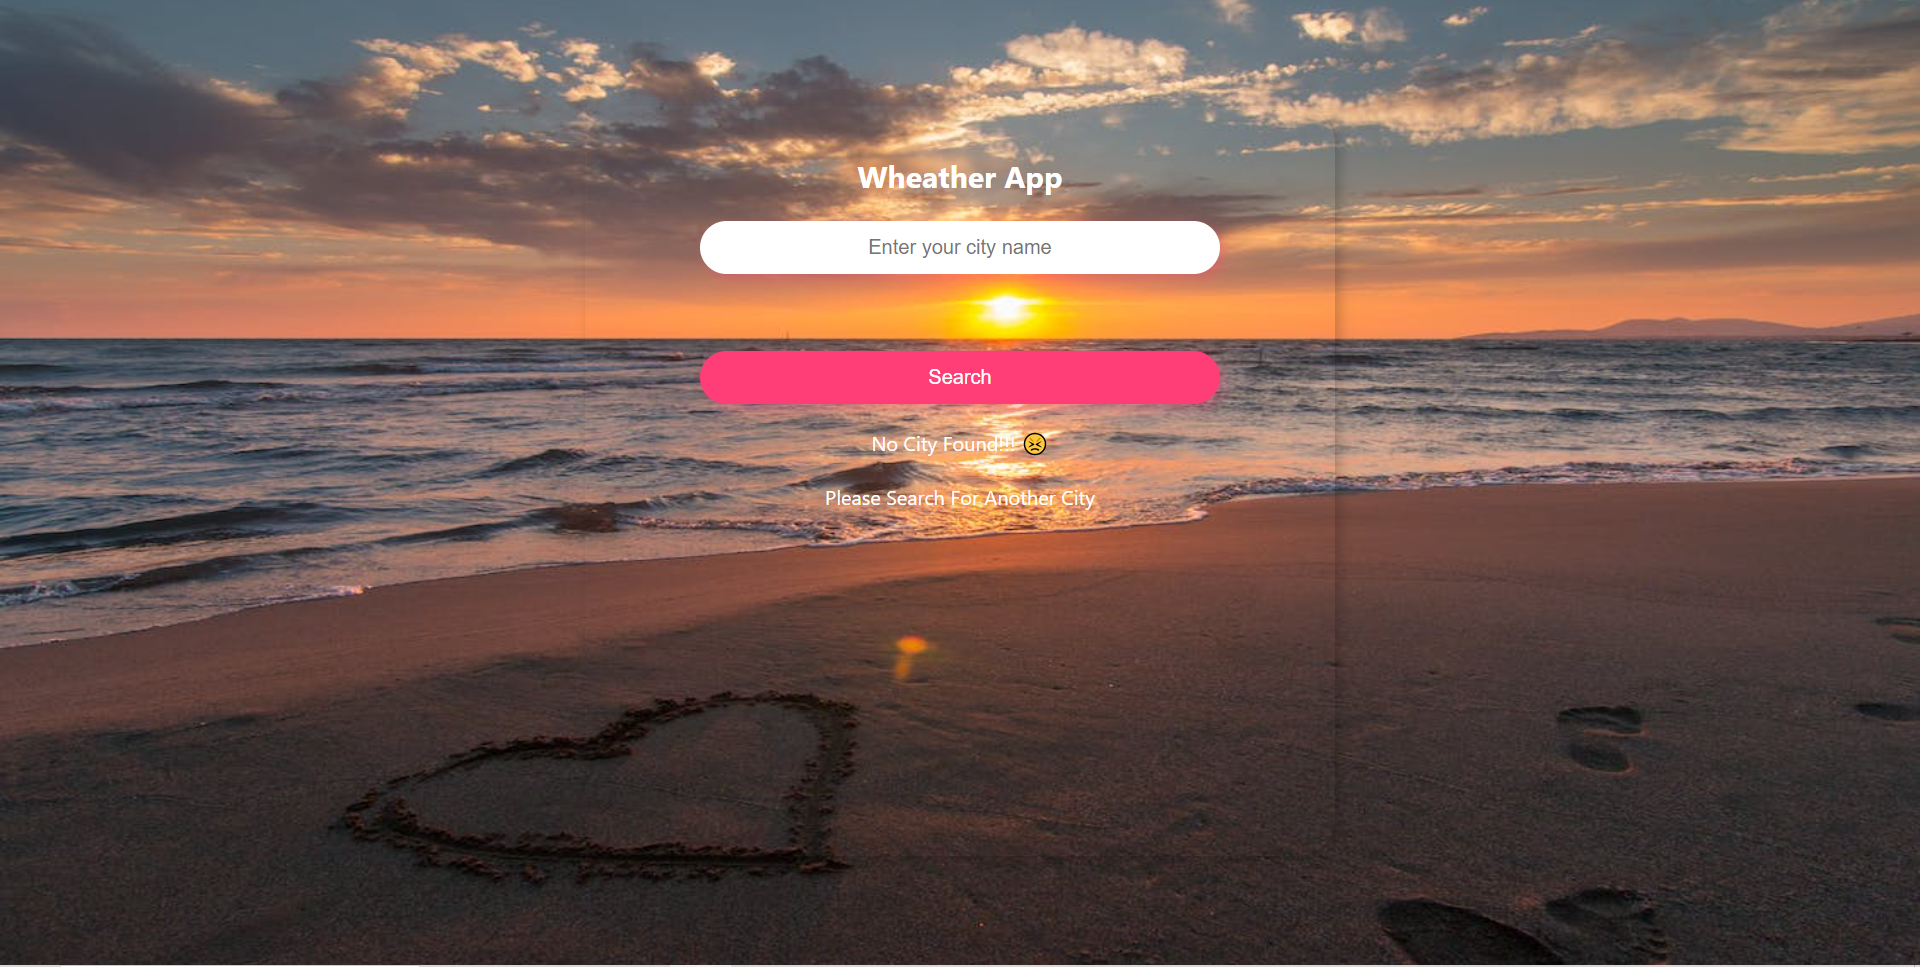 Wheather App
Enter your city name
Search
No City Found!!! 😣
Please Search For Another City